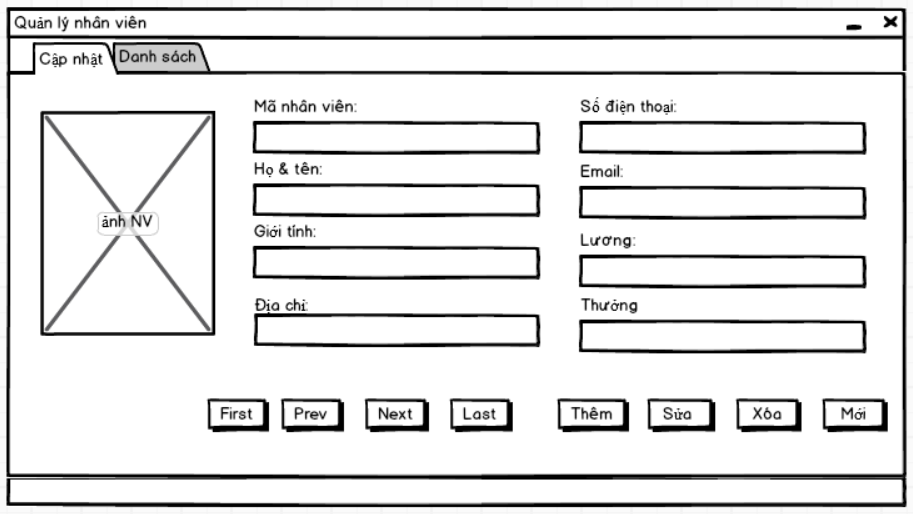 Quản lý nhân viên
Cập nhật
Danh sách
ảnh NV
Mã nhân viên:
Họ & tên:
Giới tính:
Địa chỉ:
Số điện thoại:
Email:
Lương:
Thưởng
First
Prev
Next
Last
Thêm
Sửa
Xóa
Mới